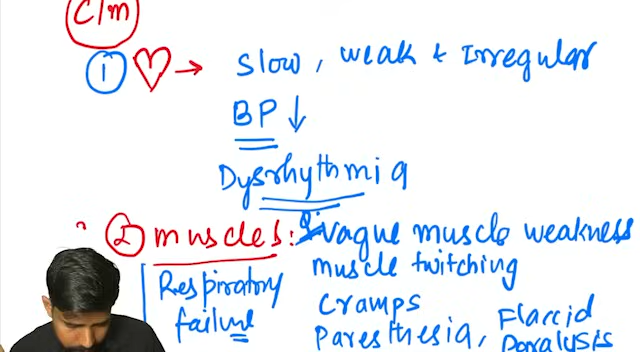 C/m
① ♡ → Slow, weak & Irregular
BP ↓
Dysrhythmia
② muscles: vague muscle weakness
muscle twitching
Respiratory failure
Cramps
Paresthesia, Flaccid Paralysis